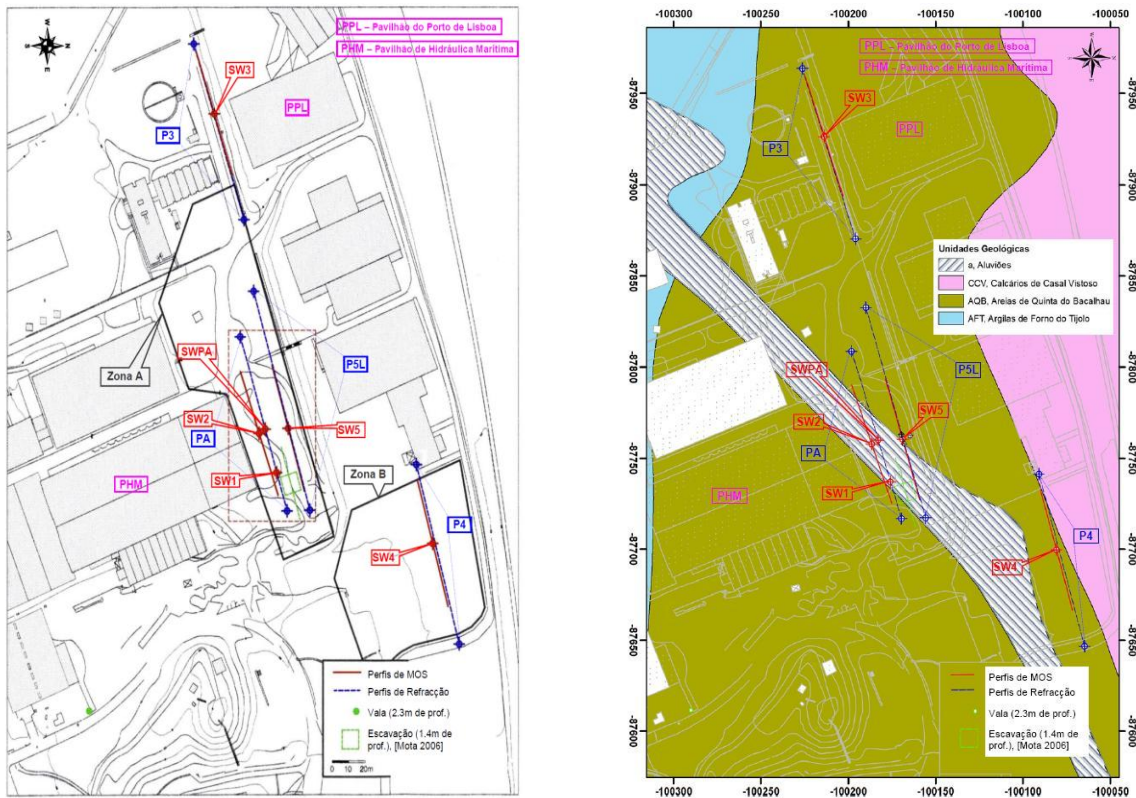 PPL – Pavilhão do Porto de Lisboa
PHM – Pavilhão de Hidráulica Marítima
W
S
N
SW3
PPL
P3
Zona A
SWPA
P5L
SW2
SW5
PA
SW1
PHM
Zona B
P4
SW4
Perfis de MOS
Perfis de Refracção
Vala (2.3m de prof.)
Escavação (1.4m de
prof.), [Mota 2006]
0 10 20m
-100300 -100250 -100200 -100150 -100100 -100050
PPL – Pavilhão do Porto de Lisboa
PHM – Pavilhão de Hidráulica Marítima
-87950
SW3
PPL
P3
-87900
Unidades Geológicas
a, Aluviões
CCV, Calcários de Casal Vistoso
AQB, Areias de Quinta do Bacalhau
AFT, Argilas de Forno do Tijolo
-87850
-87800
SWPA
P5L
SW2
SW5
PA
-87750
SW1
PHM
P4
-87700
SW4
-87650
Perfis de MOS
Perfis de Refracção
Vala (2.3m de prof.)
Escavação (1.4m de
prof.), [Mota 2006]
-87600
-100300 -100250 -100200 -100150 -100100 -100050